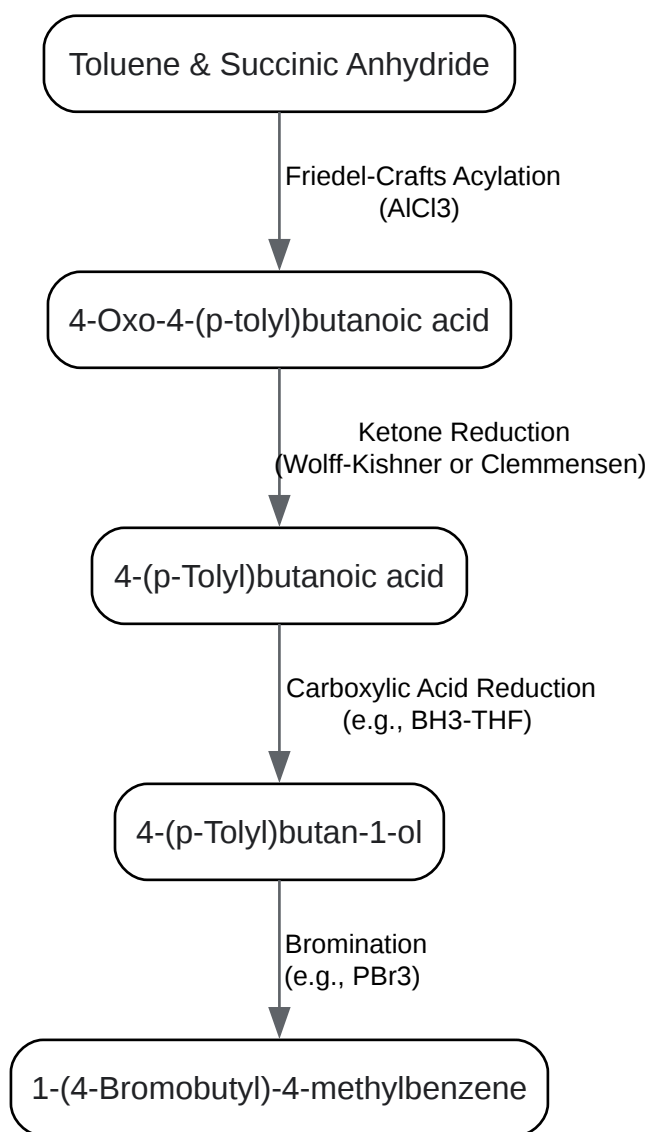 Toluene & Succinic Anhydride
Friedel-Crafts Acylation
(AlCl3)
4-Oxo-4-(p-tolyl)butanoic acid
Ketone Reduction
(Wolff-Kishner or Clemmensen)
4-(p-Tolyl)butanoic acid
Carboxylic Acid Reduction
(e.g., BH3-THF)
4-(p-Tolyl)butan-1-ol
Bromination
(e.g., PBr3)
1-(4-Bromobutyl)-4-methylbenzene